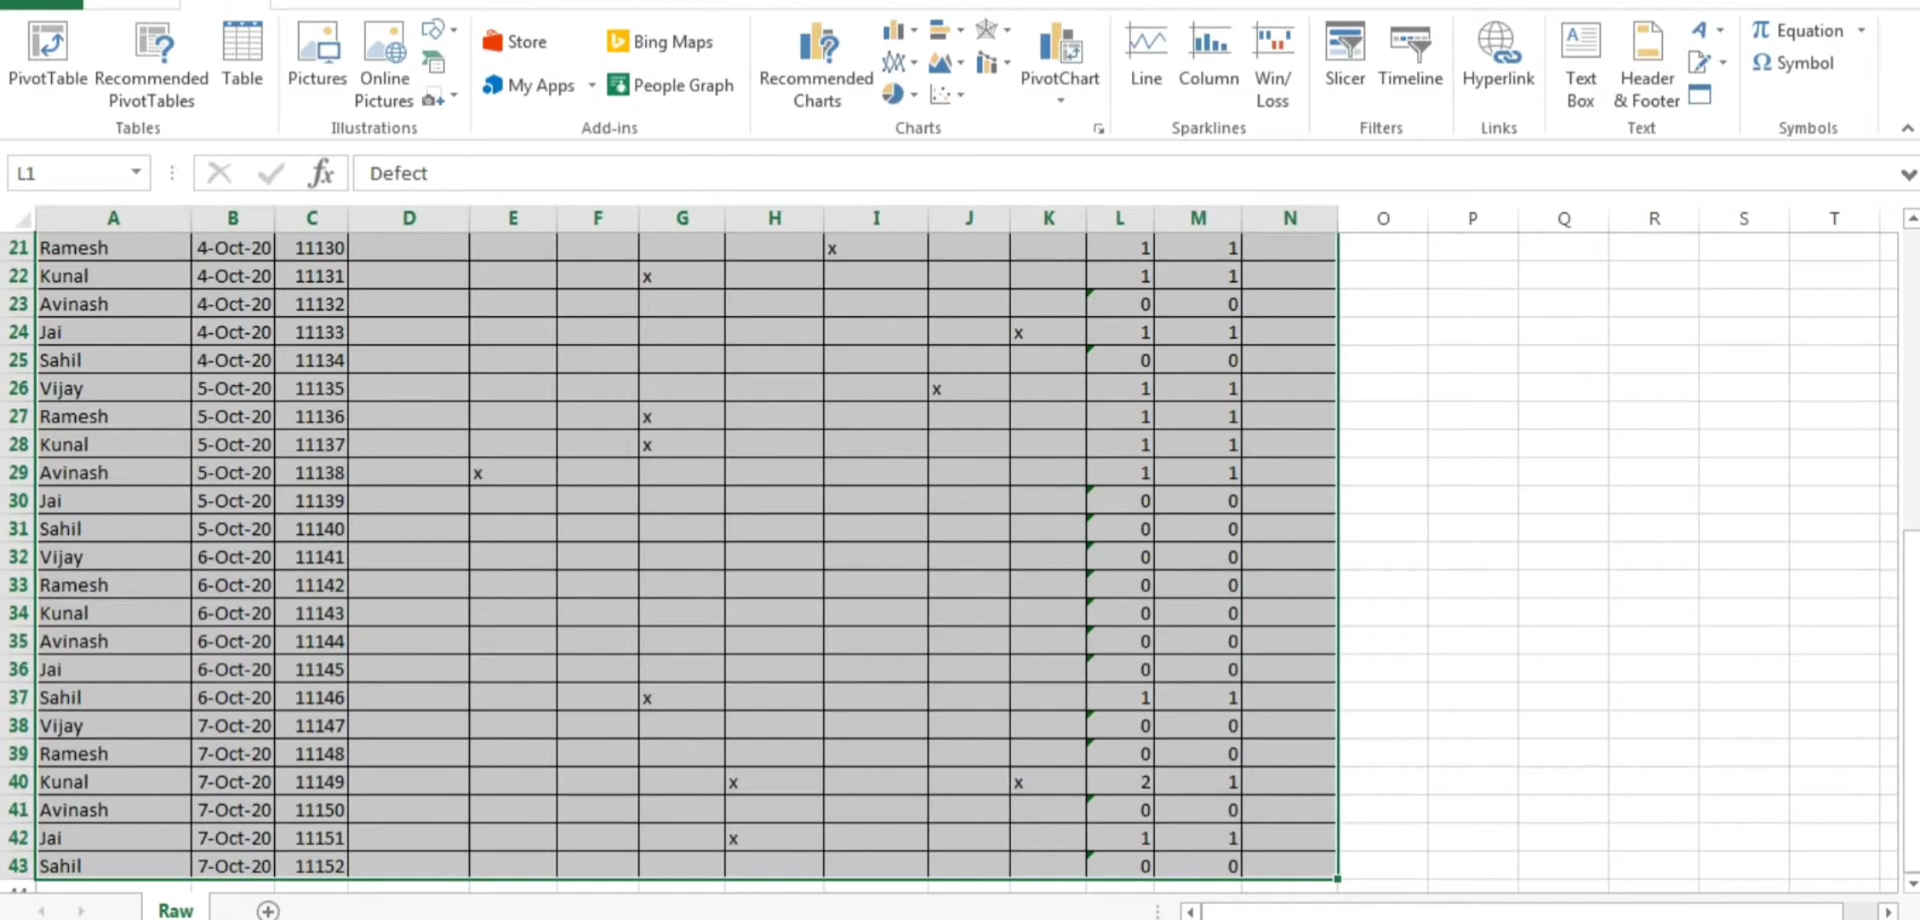 PivotTable Recommended PivotTables Table Pictures Online Pictures Store My Apps Bing Maps People Graph Recommended Charts PivotChart Line Column Win/ Loss Slicer Timeline Hyperlink Text Box Header & Footer Equation Symbol
Tables Illustrations Add-ins Charts Sparklines Filters Links Text Symbols
L1 fx Defect
A B C D E F G H I J K L M N O P Q R S T
21 Ramesh 4-Oct-20 11130 x 1 1
22 Kunal 4-Oct-20 11131 x 1 1
23 Avinash 4-Oct-20 11132 0 0
24 Jai 4-Oct-20 11133 x 1 1
25 Sahil 4-Oct-20 11134 0 0
26 Vijay 5-Oct-20 11135 x 1 1
27 Ramesh 5-Oct-20 11136 x 1 1
28 Kunal 5-Oct-20 11137 x 1 1
29 Avinash 5-Oct-20 11138 x 1 1
30 Jai 5-Oct-20 11139 0 0
31 Sahil 5-Oct-20 11140 0 0
32 Vijay 6-Oct-20 11141 0 0
33 Ramesh 6-Oct-20 11142 0 0
34 Kunal 6-Oct-20 11143 0 0
35 Avinash 6-Oct-20 11144 0 0
36 Jai 6-Oct-20 11145 0 0
37 Sahil 6-Oct-20 11146 x 1 1
38 Vijay 7-Oct-20 11147 0 0
39 Ramesh 7-Oct-20 11148 0 0
40 Kunal 7-Oct-20 11149 x x 2 1
41 Avinash 7-Oct-20 11150 0 0
42 Jai 7-Oct-20 11151 x 1 1
43 Sahil 7-Oct-20 11152 0 0
Raw